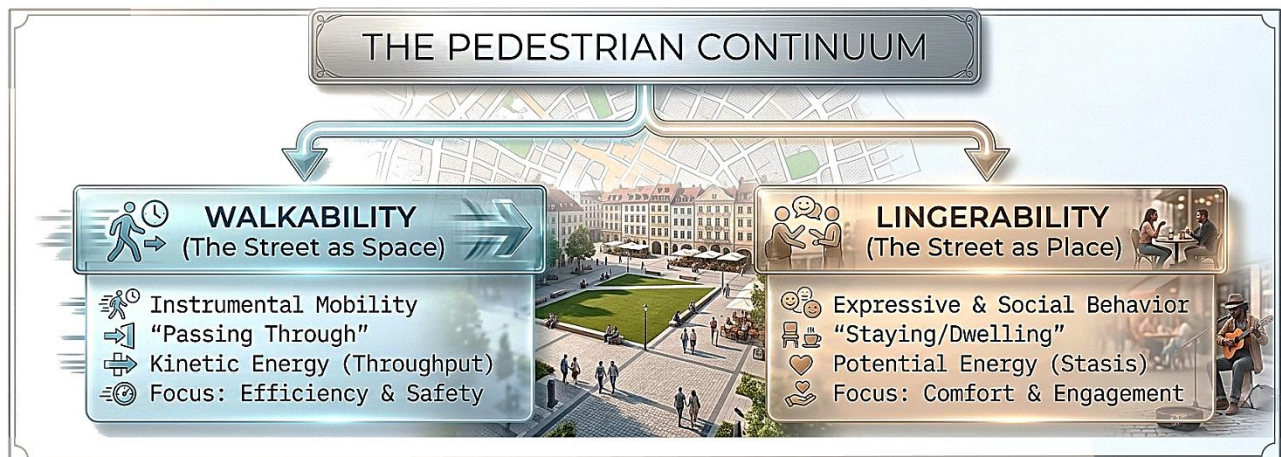 THE PEDESTRIAN CONTINUUM
WALKABILITY
(The Street as Space)
Instrumental Mobility
“Passing Through”
Kinetic Energy (Throughput)
Focus: Efficiency & Safety
LINGERABILITY
(The Street as Place)
Expressive & Social Behavior
“Staying/Dwelling”
Potential Energy (Stasis)
Focus: Comfort & Engagement